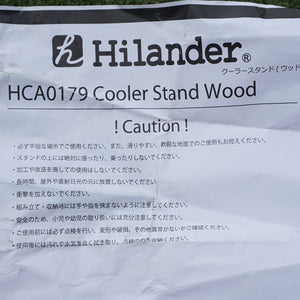 h Hilander®
クーラースタンド(ウッド
HCA0179 Cooler Stand Wood
! Caution !
・必ず平坦な場所でご使用ください。また、滑りやすい、軟弱な地面での使用もお控えください。
・スタンドの上には絶対に座ったり、乗ったりしないでください。
・加工や改造を施しての使用はしないでください。
・長時間、屋外や直射日光の元に放置しないでください。
・衝撃を加えないでください。
・組み立て・収納時には手や指を挟まないように注意してください。
・安全のため、小児や幼児の取り扱いには充分注意してください。
・ご使用前には必ず点検を行い、変形や破損、その他異常がないかご確認ください。
・使用後には汚れや水気を良く拭き取り、点検の収納ください。